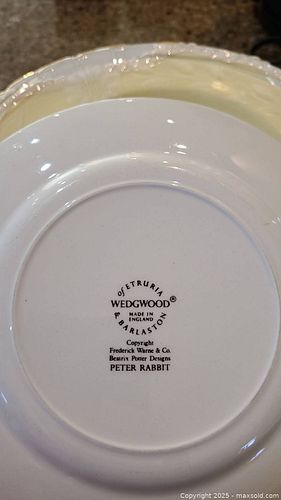 of ETRURIA
WEDGWOOD®
MADE IN
ENGLAND
& BARLASTON
Copyright
Frederick Warne & Co.
Beatrix Potter Designs
PETER RABBIT
Copyright 2025 - maxsold.com